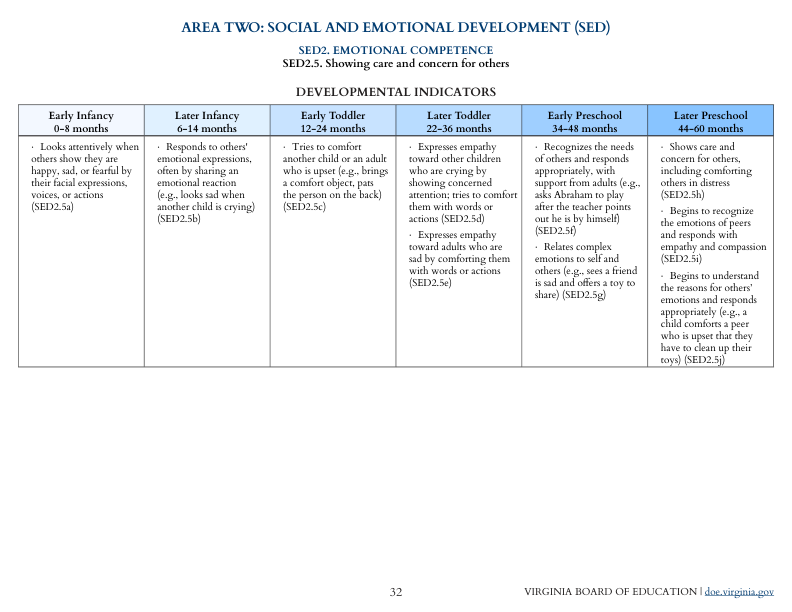 AREA TWO: SOCIAL AND EMOTIONAL DEVELOPMENT (SED)
SED2. EMOTIONAL COMPETENCE
SED2.5. Showing care and concern for others
DEVELOPMENTAL INDICATORS
Early Infancy
0–8 months
Later Infancy
6–14 months
Early Toddler
12–24 months
Later Toddler
22–36 months
Early Preschool
34–48 months
Later Preschool
44–60 months
· Looks attentively when
others show they are
happy, sad, or fearful by
their facial expressions,
voices, or actions
(SED2.5a)
· Responds to others'
emotional expressions,
often by sharing an
emotional reaction
(e.g., looks sad when
another child is crying)
(SED2.5b)
· Tries to comfort
another child or an adult
who is upset (e.g., brings
a comfort object, pats
the person on the back)
(SED2.5c)
· Expresses empathy
toward other children
who are crying by
showing concerned
attention; tries to comfort
them with words or
actions (SED2.5d)
· Expresses empathy
toward adults who are
sad by comforting them
with words or actions
(SED2.5e)
· Recognizes the needs
of others and responds
appropriately, with
support from adults (e.g.,
asks Abraham to play
after the teacher points
out he is by himself)
(SED2.5f)
· Relates complex
emotions to self and
others (e.g., sees a friend
is sad and offers a toy to
share) (SED2.5g)
· Shows care and
concern for others,
including comforting
others in distress
(SED2.5h)
· Begins to recognize
the emotions of peers
and responds with
empathy and compassion
(SED2.5i)
· Begins to understand
the reasons for others'
emotions and responds
appropriately (e.g., a
child comforts a peer
who is upset that they
have to clean up their
toys) (SED2.5j)
32
VIRGINIA BOARD OF EDUCATION | doe.virginia.gov